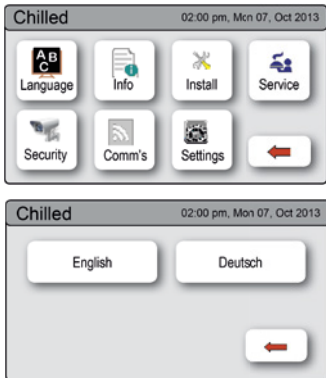 Chilled 02:00 pm, Mon 07, Oct 2013
A B
C
Language Info Install Service
Security Comm's Settings
Chilled 02:00 pm, Mon 07, Oct 2013
English Deutsch